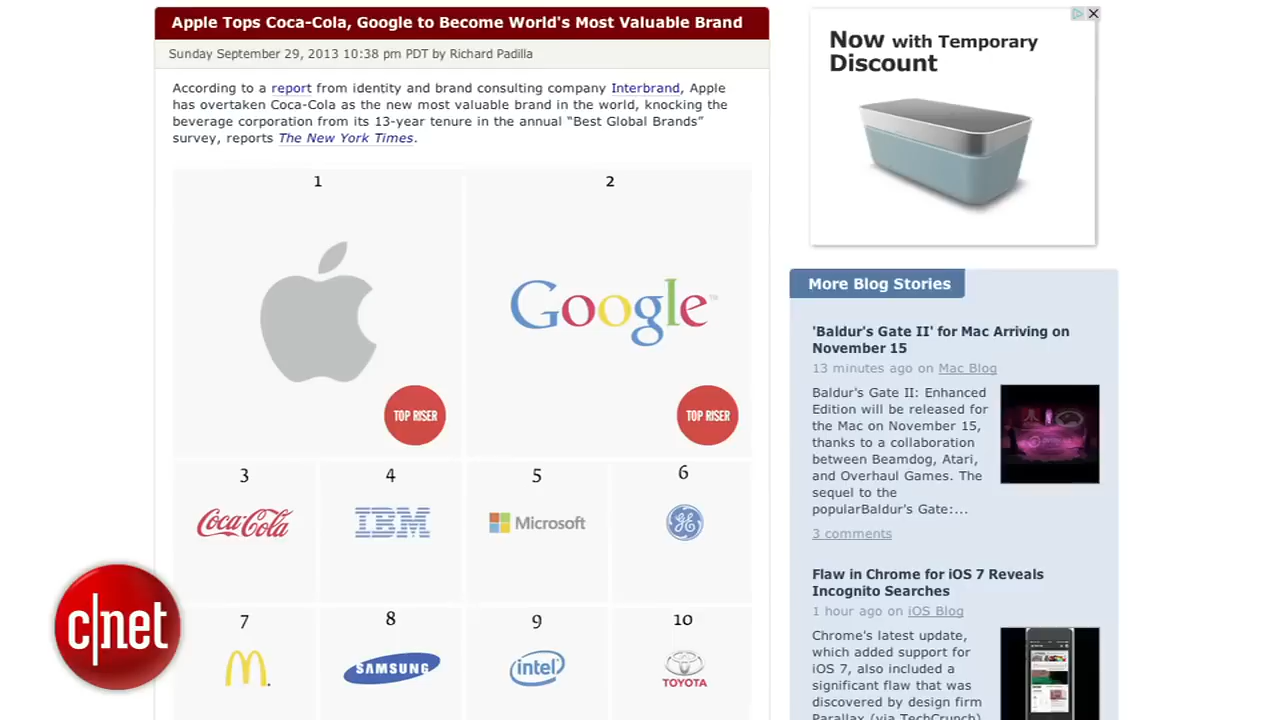 Apple Tops Coca-Cola, Google to Become World's Most Valuable Brand
Sunday September 29, 2013 10:38 pm PDT by Richard Padilla
According to a report from identity and brand consulting company Interbrand, Apple
has overtaken Coca-Cola as the new most valuable brand in the world, knocking the
beverage corporation from its 13-year tenure in the annual “Best Global Brands”
survey, reports The New York Times.
1
2
Google™
TOP RISER
TOP RISER
3
4
5
6
Coca-Cola
IBM
Microsoft
GE
7
8
9
10
M
SAMSUNG
intel
TOYOTA
c|net
Now with Temporary
Discount
More Blog Stories
'Baldur's Gate II' for Mac Arriving on
November 15
13 minutes ago on Mac Blog
Baldur's Gate II: Enhanced
Edition will be released for
the Mac on November 15,
thanks to a collaboration
between Beamdog, Atari,
and Overhaul Games. The
sequel to the
popularBaldur's Gate:...
3 comments
Flaw in Chrome for iOS 7 Reveals
Incognito Searches
1 hour ago on iOS Blog
Chrome's latest update,
which added support for
iOS 7, also included a
significant flaw that was
discovered by design firm
Parallax (via TechCrunch)